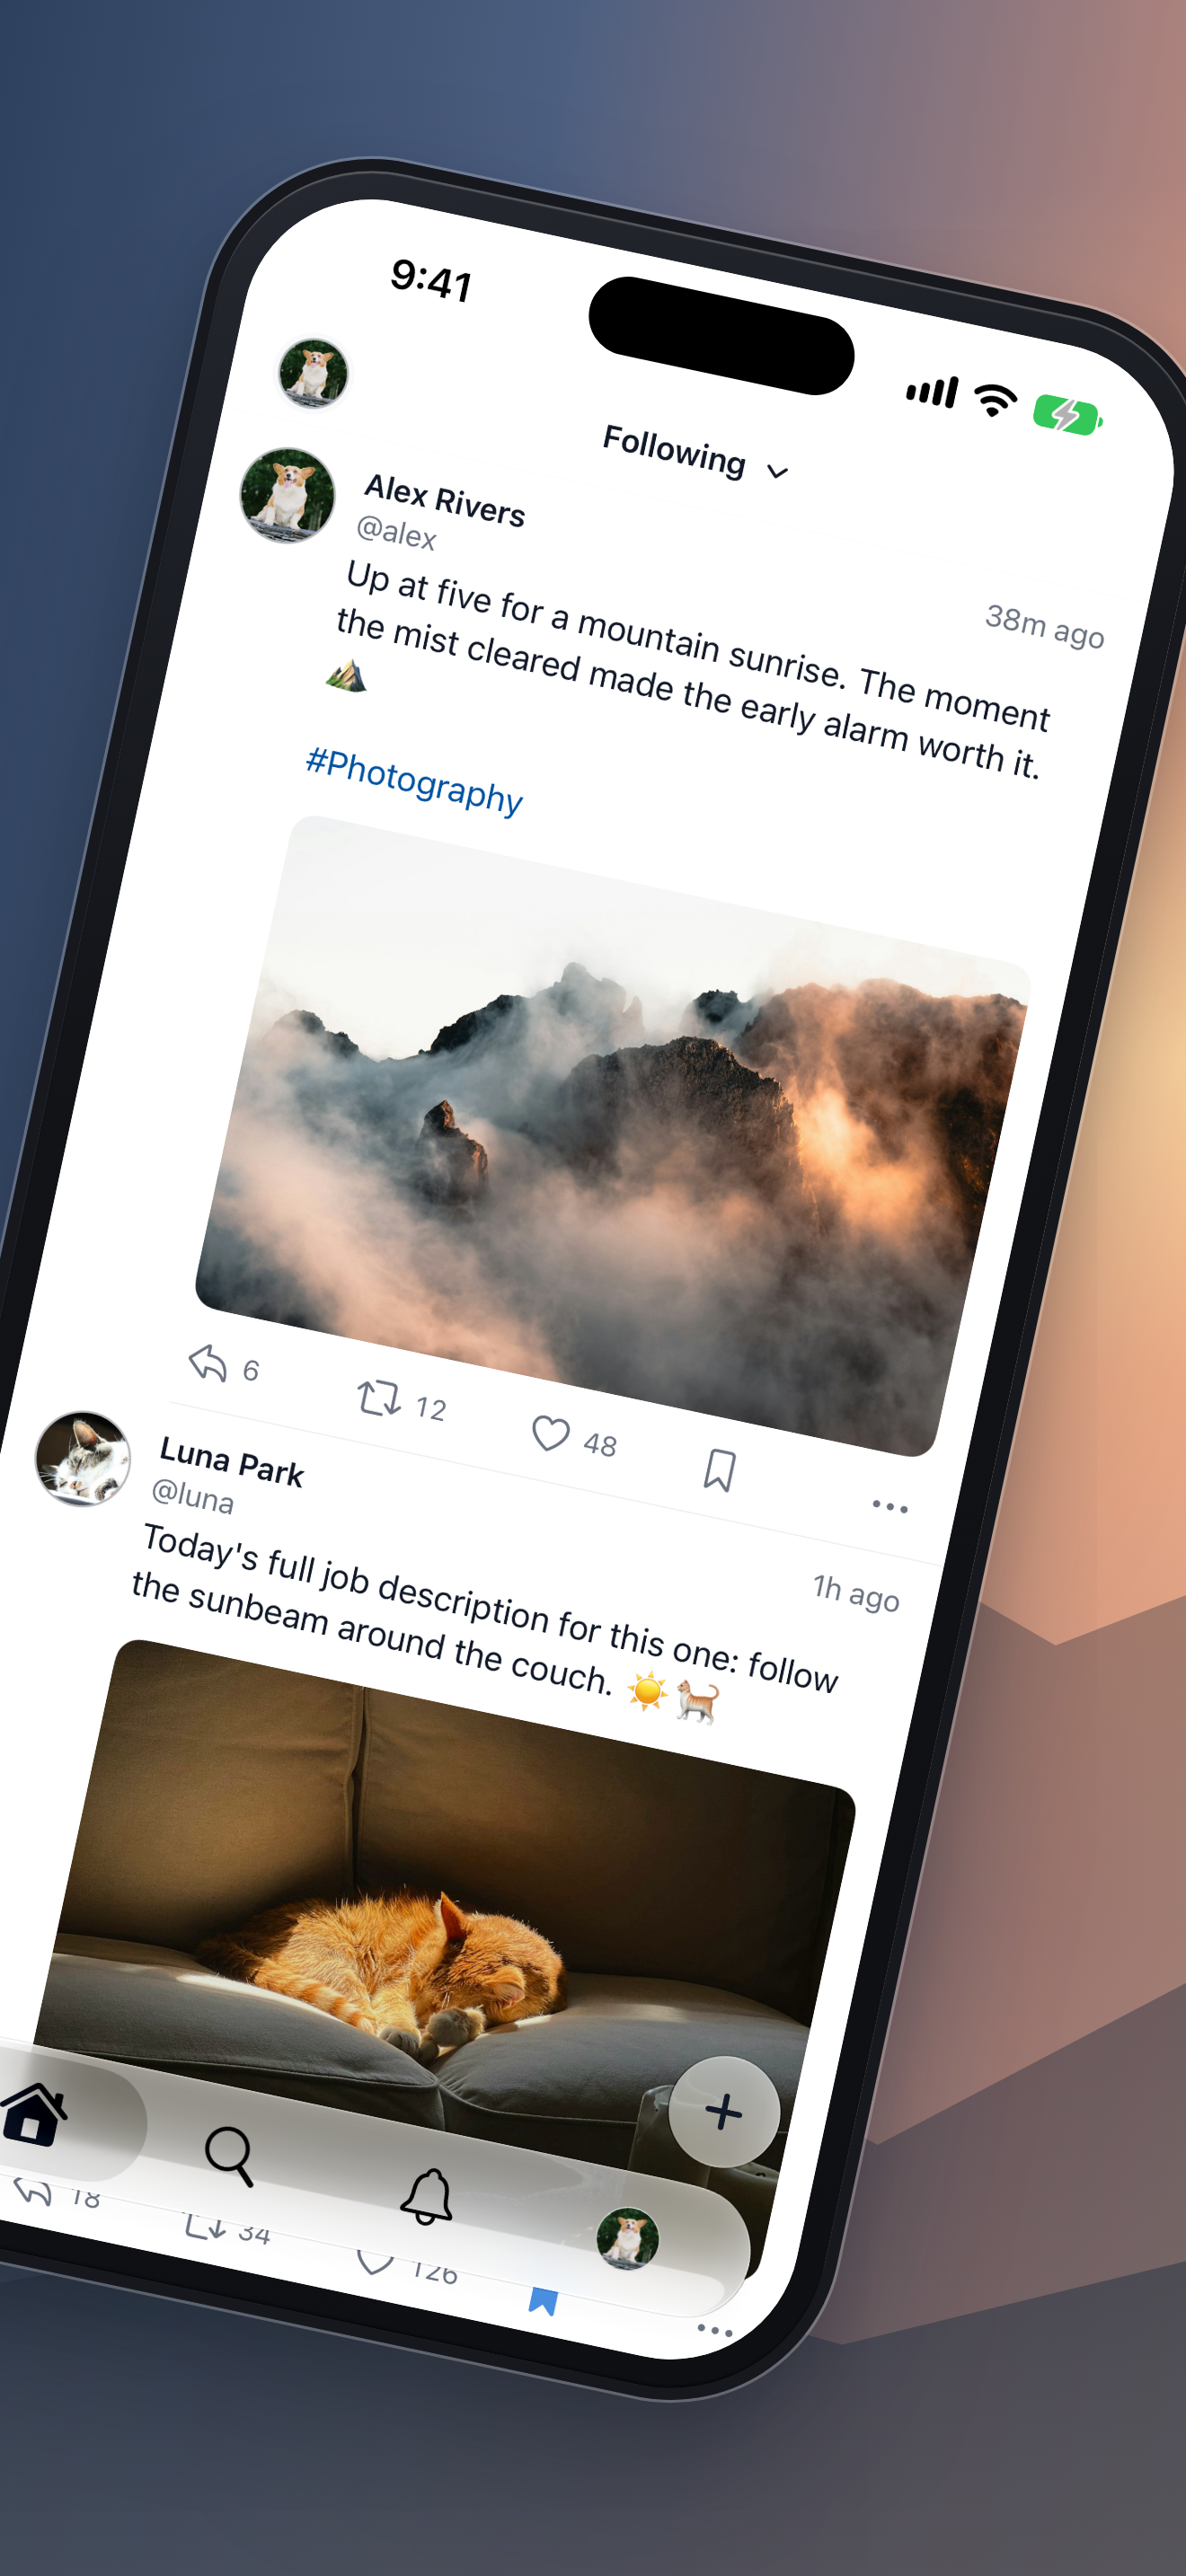 9:41
Following
Alex Rivers
@alex
38m ago
Up at five for a mountain sunrise. The moment
the mist cleared made the early alarm worth it.
⛰️
#Photography
6 12 48
Luna Park
@luna
1h ago
Today's full job description for this one: follow
the sunbeam around the couch. ☀️🐈
18 34 126